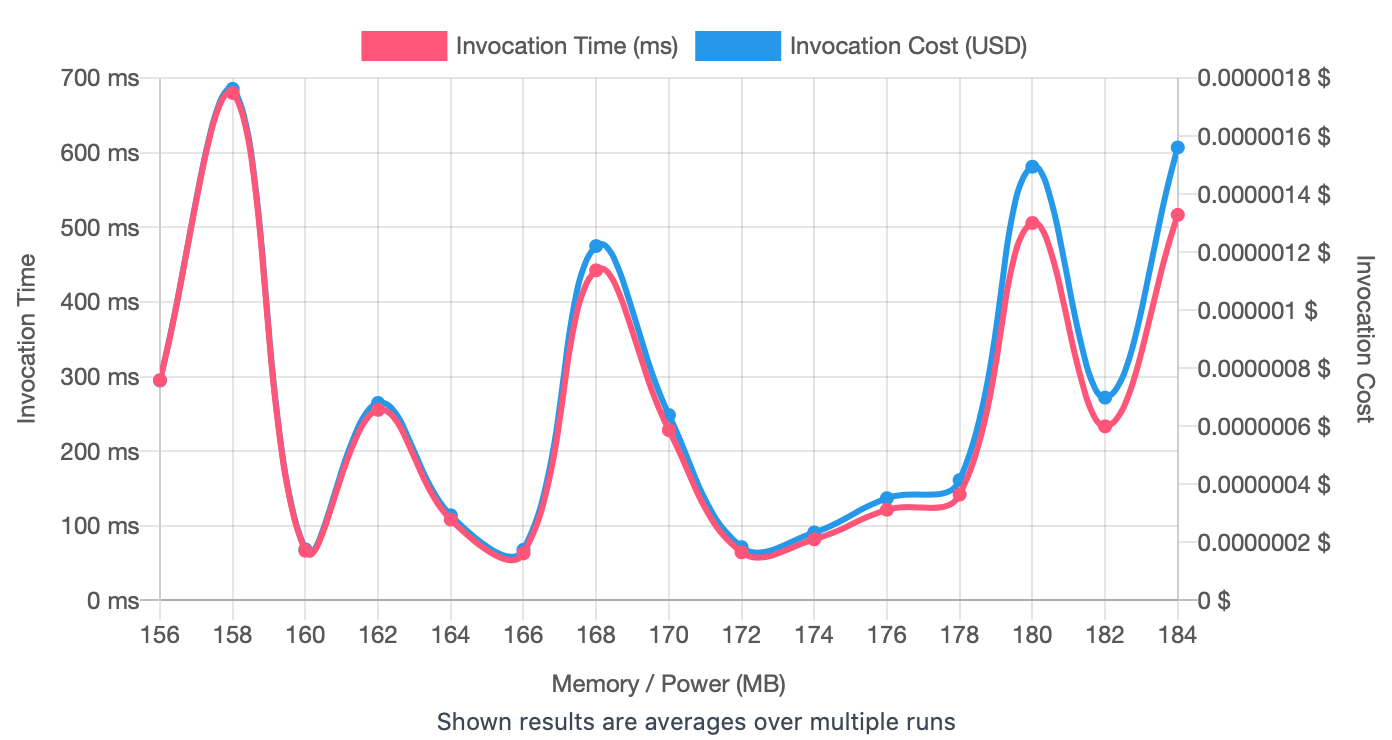 Invocation Time (ms) Invocation Cost (USD)
700 ms
600 ms
500 ms
400 ms
300 ms
200 ms
100 ms
0 ms
Invocation Time
0.0000018 $
0.0000016 $
0.0000014 $
0.0000012 $
0.000001 $
0.0000008 $
0.0000006 $
0.0000004 $
0.0000002 $
0 $
Invocation Cost
156 158 160 162 164 166 168 170 172 174 176 178 180 182 184
Memory / Power (MB)
Shown results are averages over multiple runs